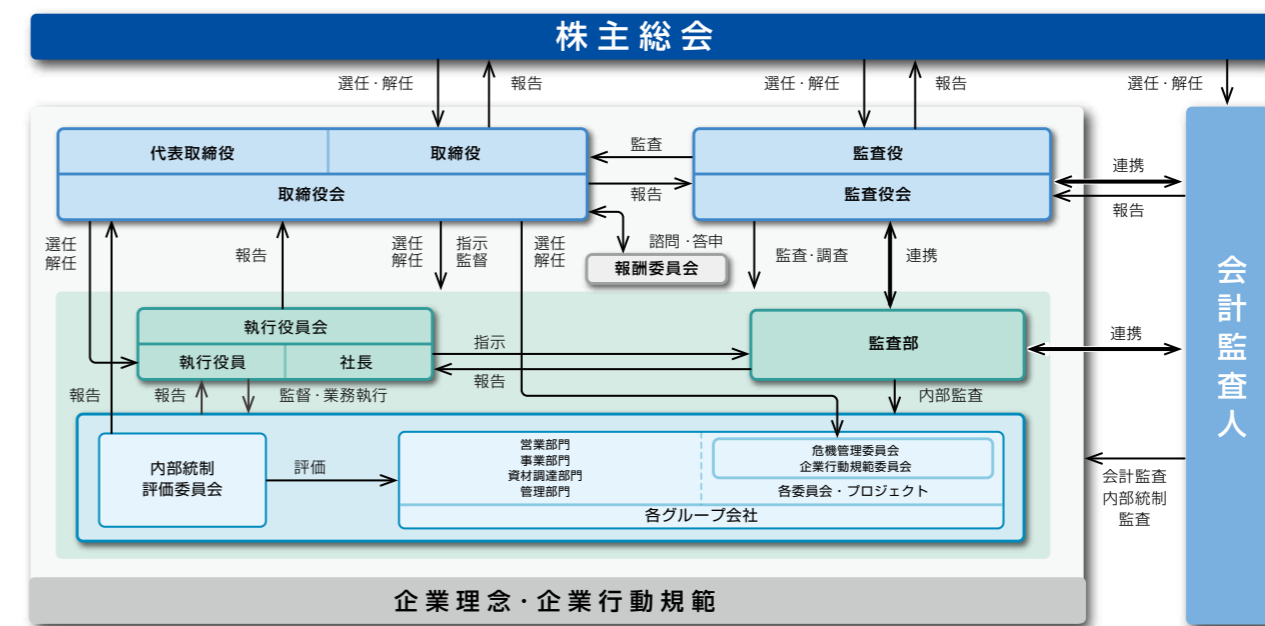 株主総会
選任・解任
報告
選任・解任
報告
選任・解任
代表取締役
取締役
取締役会
監査
報告
監査役
監査役会
連携
報告
選任
解任
報告
選任
解任
指示
監督
選任
解任
諮問・答申
報酬委員会
監査・調査
連携
会計監査人
執行役員会
執行役員
社長
指示
報告
監査部
連携
報告
報告
監督・業務執行
内部監査
内部統制
評価委員会
評価
営業部門
事業部門
資材調達部門
管理部門
危機管理委員会
企業行動規範委員会
各委員会・プロジェクト
各グループ会社
会計監査
内部統制
監査
企業理念・企業行動規範